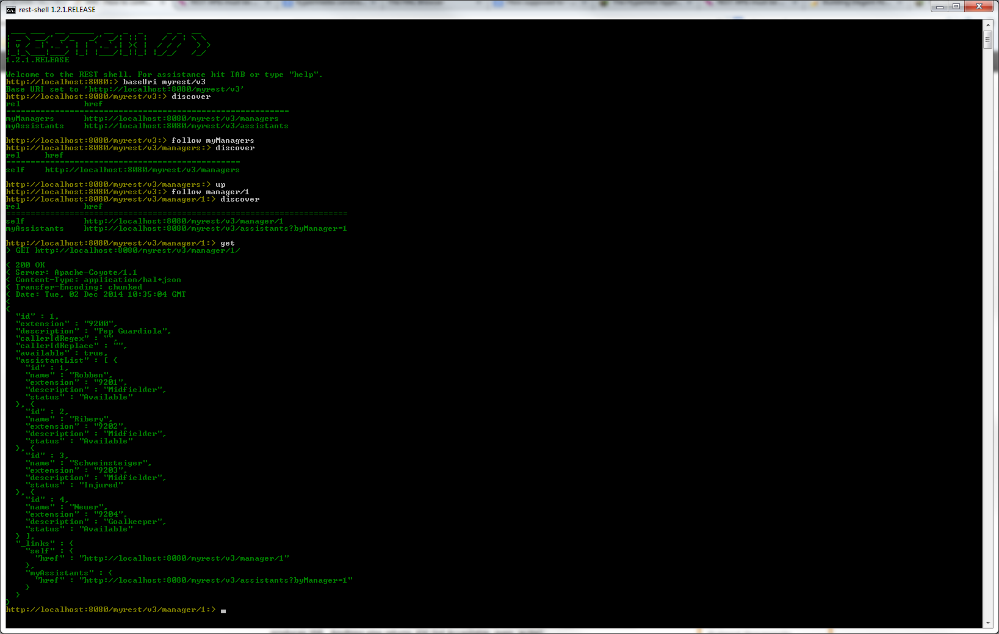 rest-shell 1.2.1.RELEASE
1.2.1.RELEASE
Welcome to the REST shell. For assistance hit TAB or type "help".
http://localhost:8080:> baseUri myrest/v3
Base URI set to 'http://localhost:8080/myrest/v3'
http://localhost:8080/myrest/v3:> discover
rel             href
==========================================================
myManagers      http://localhost:8080/myrest/v3/managers
myAssistants    http://localhost:8080/myrest/v3/assistants
http://localhost:8080/myrest/v3:> follow myManagers
http://localhost:8080/myrest/v3/managers:> discover
rel     href
================================================
self    http://localhost:8080/myrest/v3/managers
http://localhost:8080/myrest/v3/managers:> up
http://localhost:8080/myrest/v3:> follow manager/1
http://localhost:8080/myrest/v3/manager/1:> discover
rel             href
======================================================================
self            http://localhost:8080/myrest/v3/manager/1
myAssistants    http://localhost:8080/myrest/v3/assistants?byManager=1
http://localhost:8080/myrest/v3/manager/1:> get
> GET http://localhost:8080/myrest/v3/manager/1/
< 200 OK
< Server: Apache-Coyote/1.1
< Content-Type: application/hal+json
< Transfer-Encoding: chunked
< Date: Tue, 02 Dec 2014 10:35:04 GMT
<
{
  "id" : 1,
  "extension" : "9200",
  "description" : "Pep Guardiola",
  "callerIdRegex" : "",
  "callerIdReplace" : "",
  "available" : true,
  "assistantList" : [ {
    "id" : 1,
    "name" : "Robben",
    "extension" : "9201",
    "description" : "Midfielder",
    "status" : "Available"
  }, {
    "id" : 2,
    "name" : "Ribery",
    "extension" : "9202",
    "description" : "Midfielder",
    "status" : "Available"
  }, {
    "id" : 3,
    "name" : "Schweinsteiger",
    "extension" : "9203",
    "description" : "Midfielder",
    "status" : "Injured"
  }, {
    "id" : 4,
    "name" : "Neuer",
    "extension" : "9204",
    "description" : "Goalkeeper",
    "status" : "Available"
  } ],
  "_links" : {
    "self" : {
      "href" : "http://localhost:8080/myrest/v3/manager/1"
    },
    "myAssistants" : {
      "href" : "http://localhost:8080/myrest/v3/assistants?byManager=1"
    }
  }
}
http://localhost:8080/myrest/v3/manager/1:>